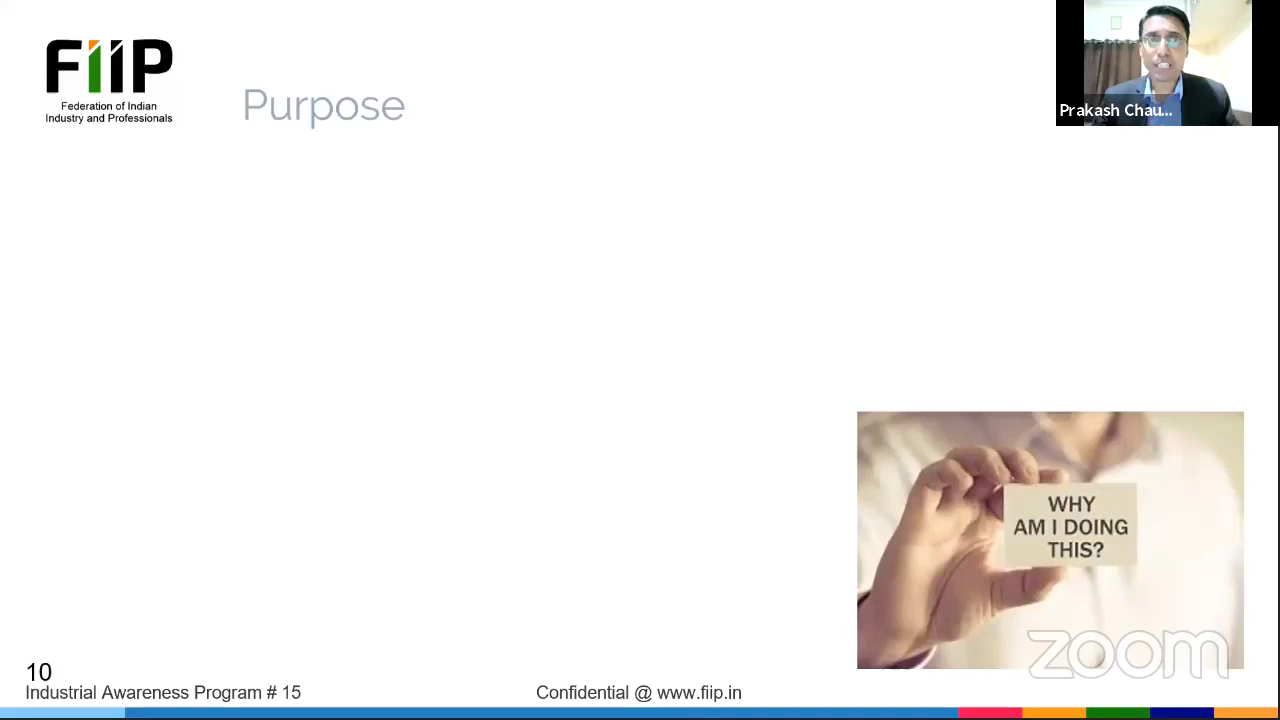 FiiP
Federation of Indian
Industry and Professionals
Purpose
Prakash Chau...
WHY
AM I DOING
THIS?
zoom
10
Industrial Awareness Program # 15
Confidential @ www.fiip.in